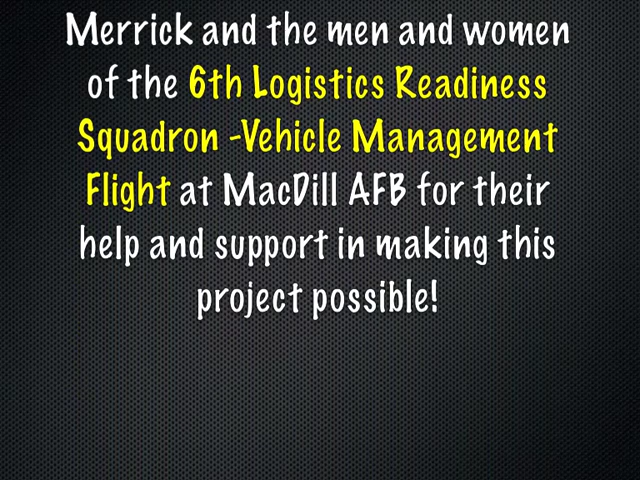 Merrick and the men and women
of the 6th Logistics Readiness
Squadron -Vehicle Management
Flight at MacDill AFB for their
help and support in making this
project possible!